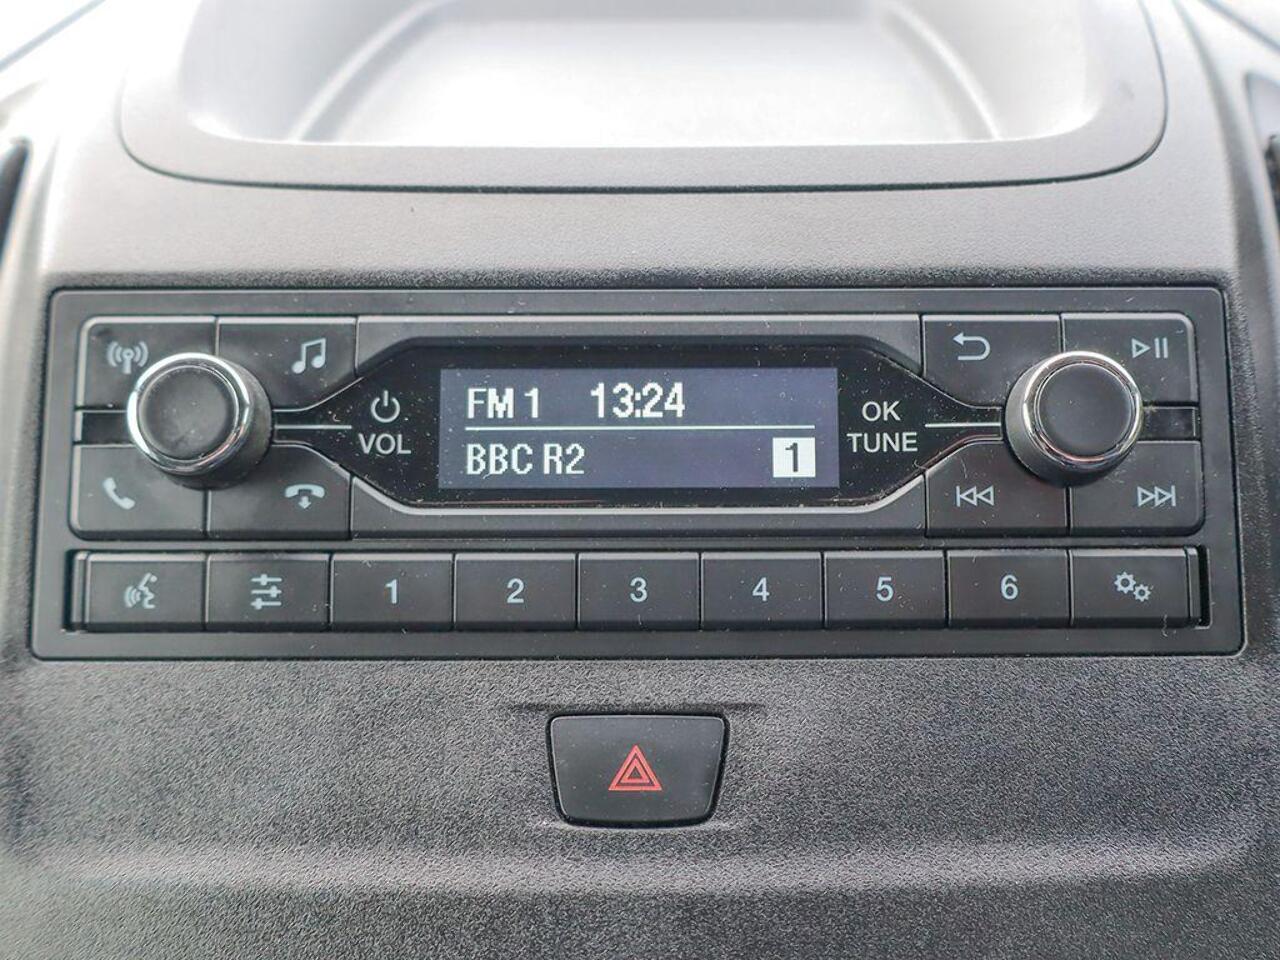 FM 1 13:24
VOL
OK
TUNE
BBC R2 1
1 2 3 4 5 6